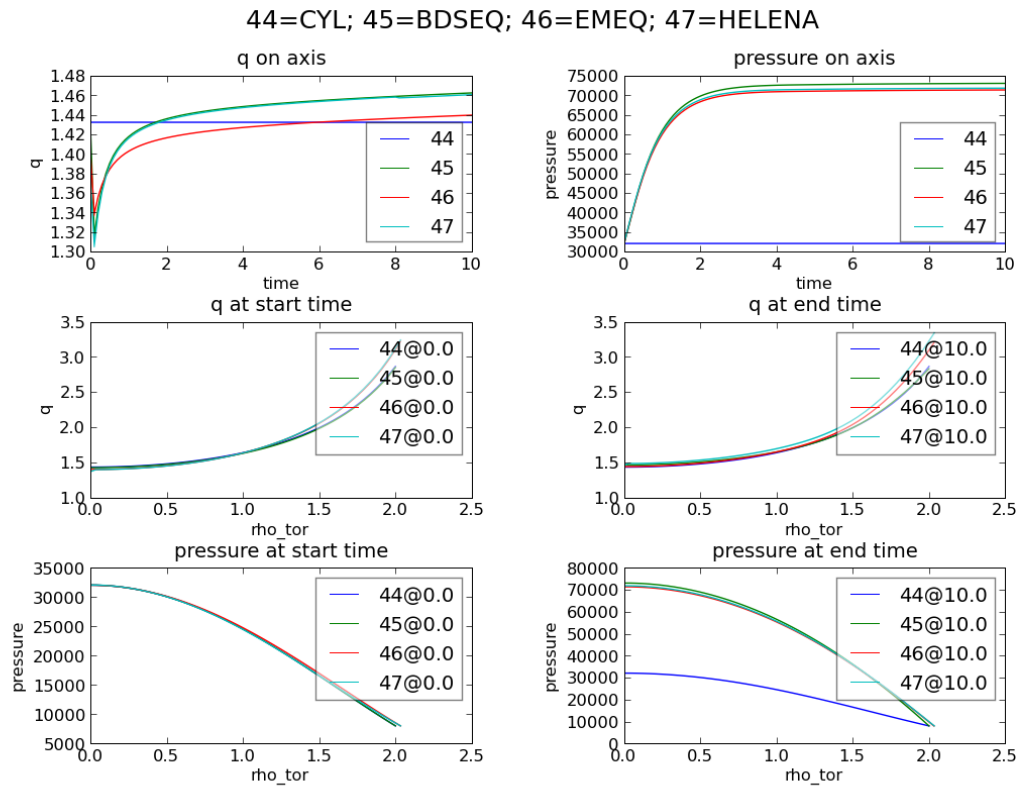 44=CYL; 45=BDSEQ; 46=EMEQ; 47=HELENA
q on axis
1.48
1.46
1.44
1.42
1.40
1.38
1.36
1.34
1.32
1.30
q
0 2 4 6 8 10
time
44
45
46
47
pressure on axis
75000
70000
65000
60000
55000
50000
45000
40000
35000
30000
pressure
0 2 4 6 8 10
time
44
45
46
47
q at start time
3.5
3.0
2.5
2.0
1.5
1.0
q
0.0 0.5 1.0 1.5 2.0 2.5
rho_tor
44@0.0
45@0.0
46@0.0
47@0.0
q at end time
3.5
3.0
2.5
2.0
1.5
1.0
q
0.0 0.5 1.0 1.5 2.0 2.5
rho_tor
44@10.0
45@10.0
46@10.0
47@10.0
pressure at start time
35000
30000
25000
20000
15000
10000
5000
pressure
0.0 0.5 1.0 1.5 2.0 2.5
rho_tor
44@0.0
45@0.0
46@0.0
47@0.0
pressure at end time
80000
70000
60000
50000
40000
30000
20000
10000
0
pressure
0.0 0.5 1.0 1.5 2.0 2.5
rho_tor
44@10.0
45@10.0
46@10.0
47@10.0